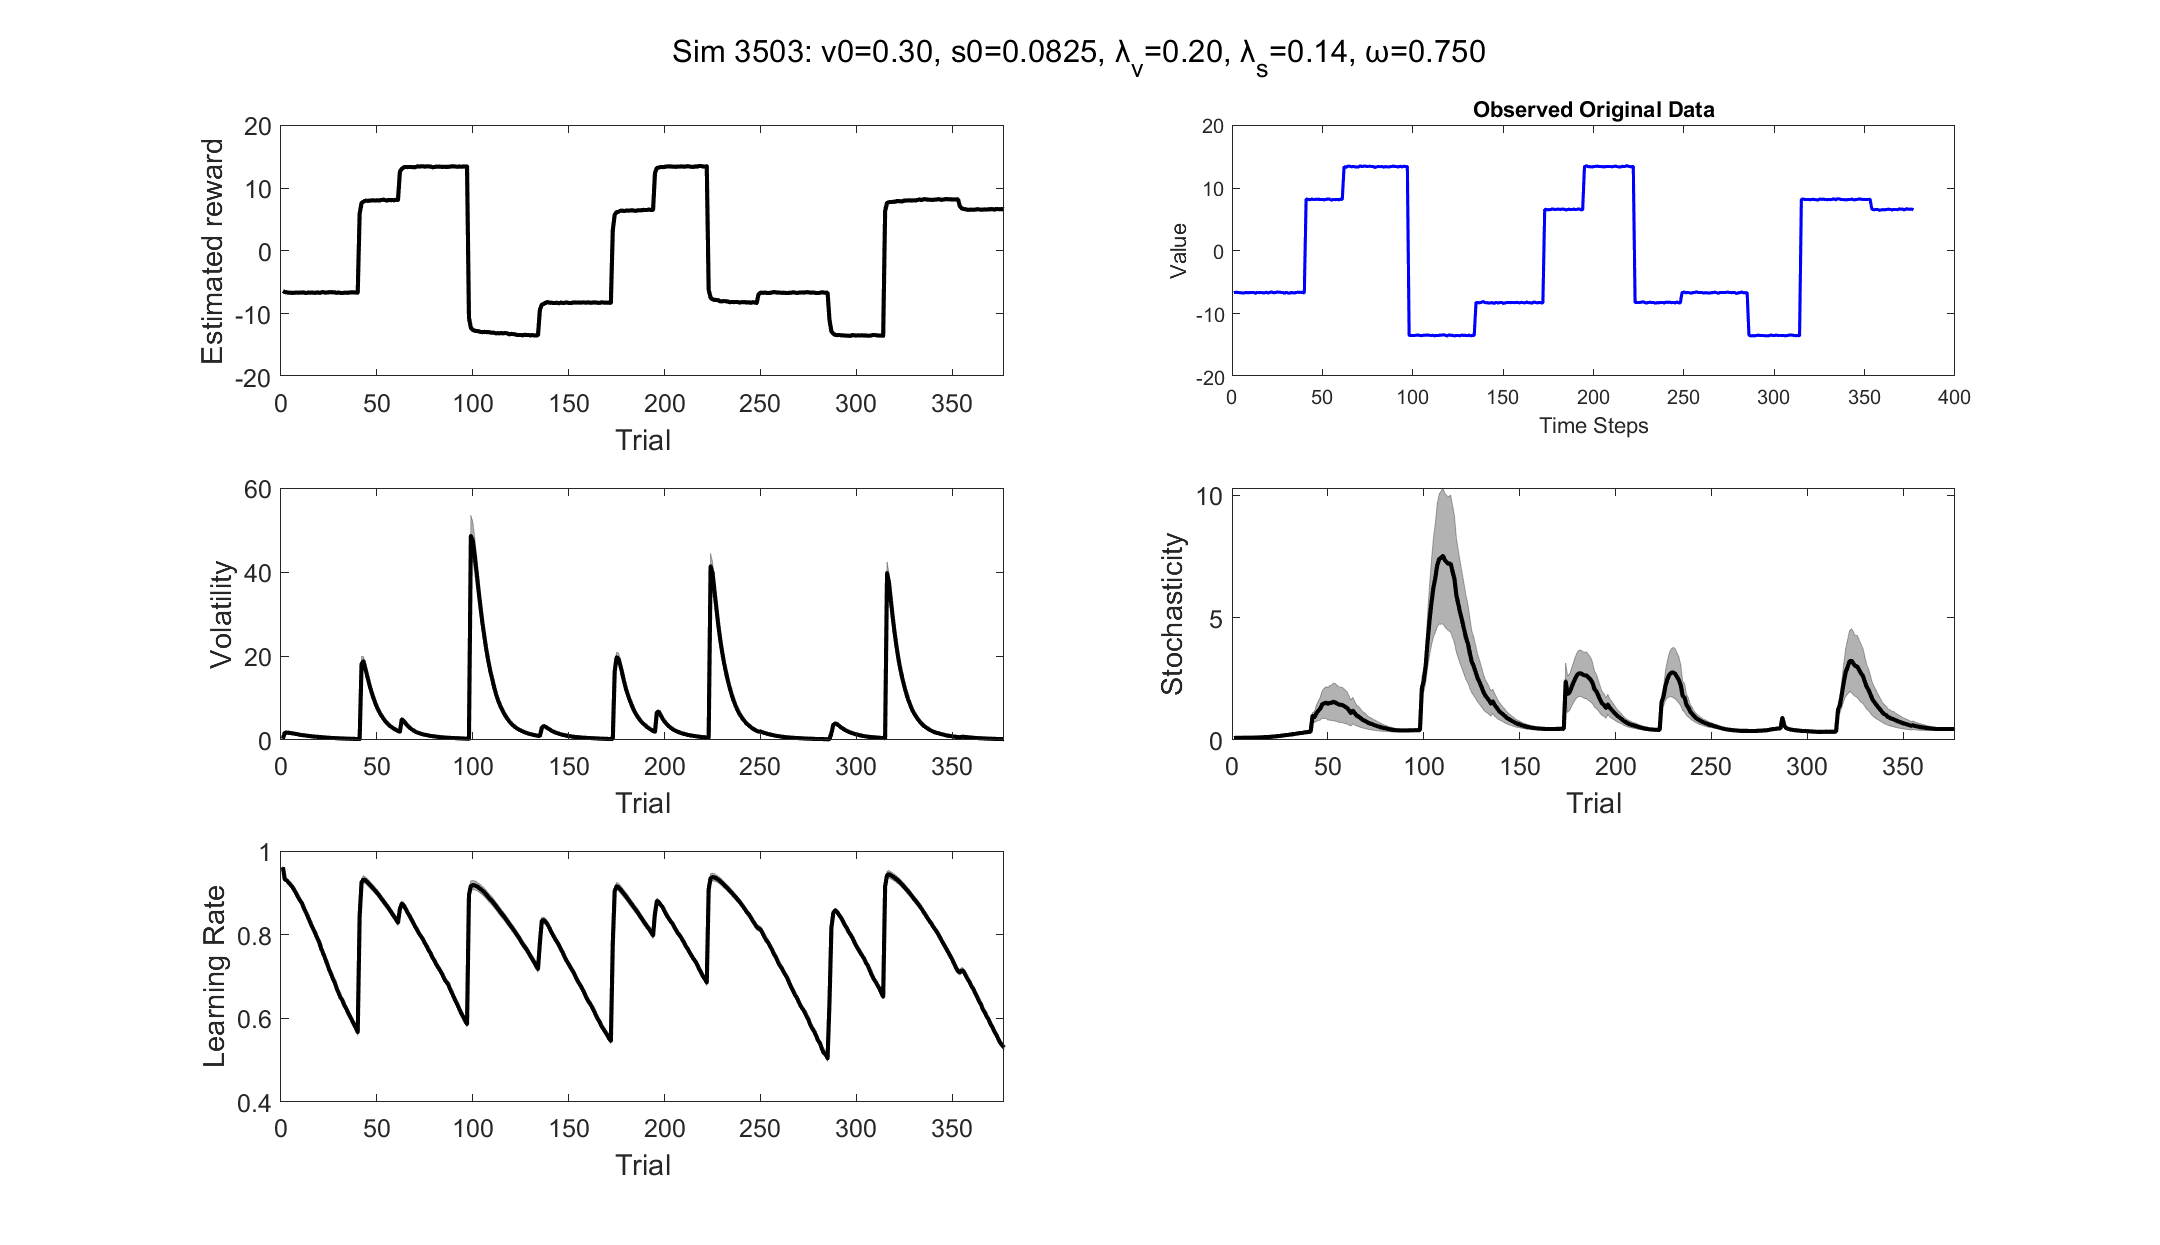 Sim 3503: v0=0.30, s0=0.0825, λv=0.20, λs=0.14, ω=0.750
20
10
0
-10
-20
Estimated reward
0 50 100 150 200 250 300 350
Trial
Observed Original Data
20
10
0
-10
-20
Value
0 50 100 150 200 250 300 350 400
Time Steps
60
40
20
0
Volatility
0 50 100 150 200 250 300 350
Trial
10
5
0
Stochasticity
0 50 100 150 200 250 300 350
Trial
1
0.8
0.6
0.4
Learning Rate
0 50 100 150 200 250 300 350
Trial